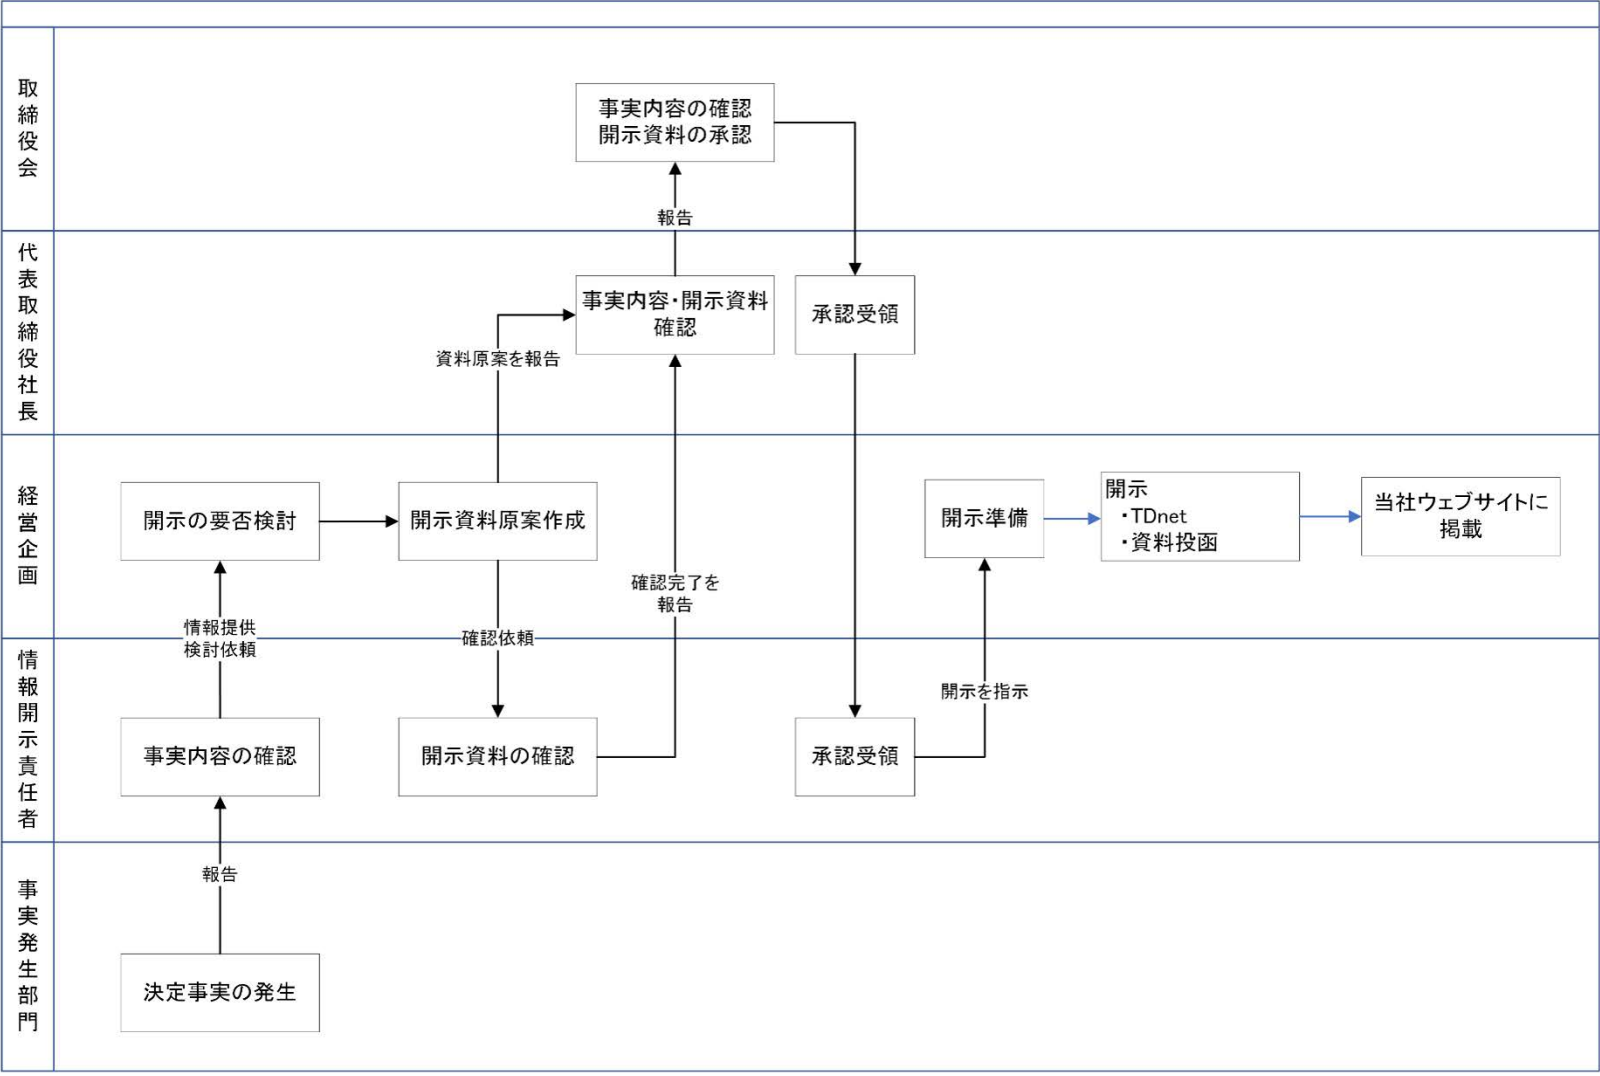 取締役会
事実内容の確認
開示資料の承認
報告
代表取締役社長
事実内容・開示資料
確認
承認受領
資料原案を報告
経営企画
開示の要否検討
開示資料原案作成
開示準備
開示
・TDnet
・資料投函
当社ウェブサイトに
掲載
確認完了を
報告
情報提供
検討依頼
確認依頼
情報開示責任者
開示を指示
事実内容の確認
開示資料の確認
承認受領
報告
事実発生部門
決定事実の発生